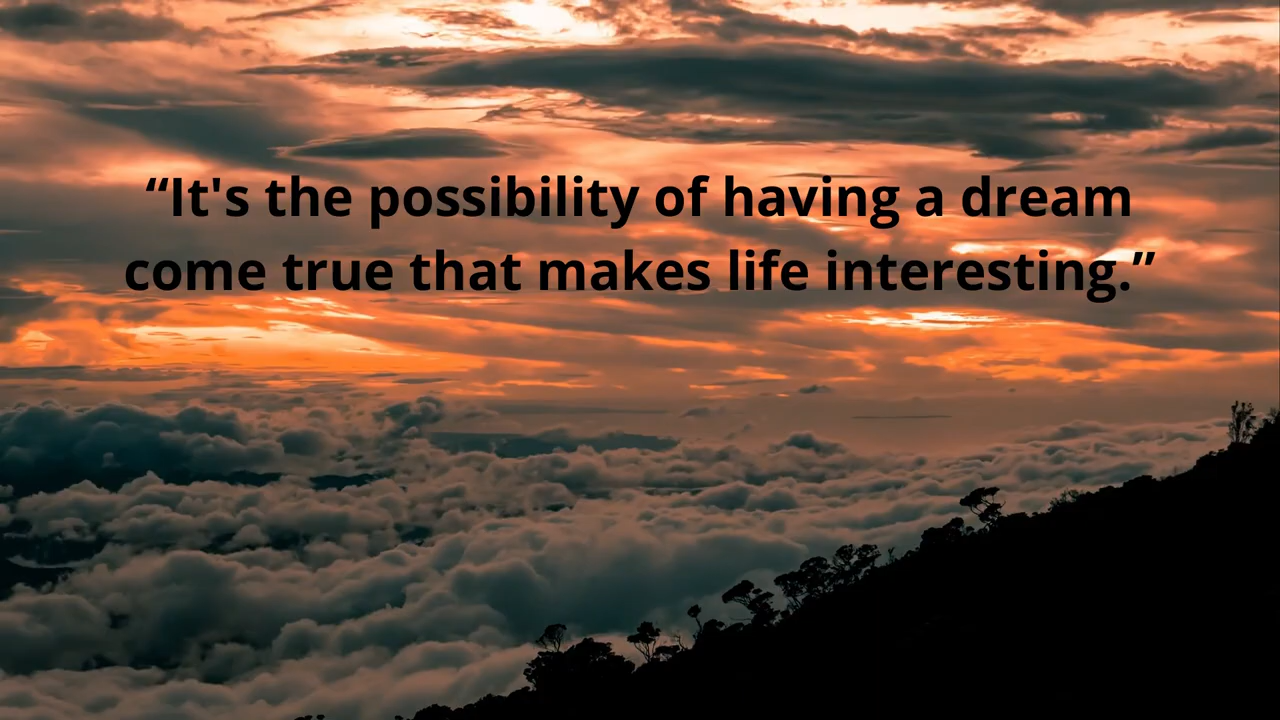 “It's the possibility of having a dream
come true that makes life interesting.”